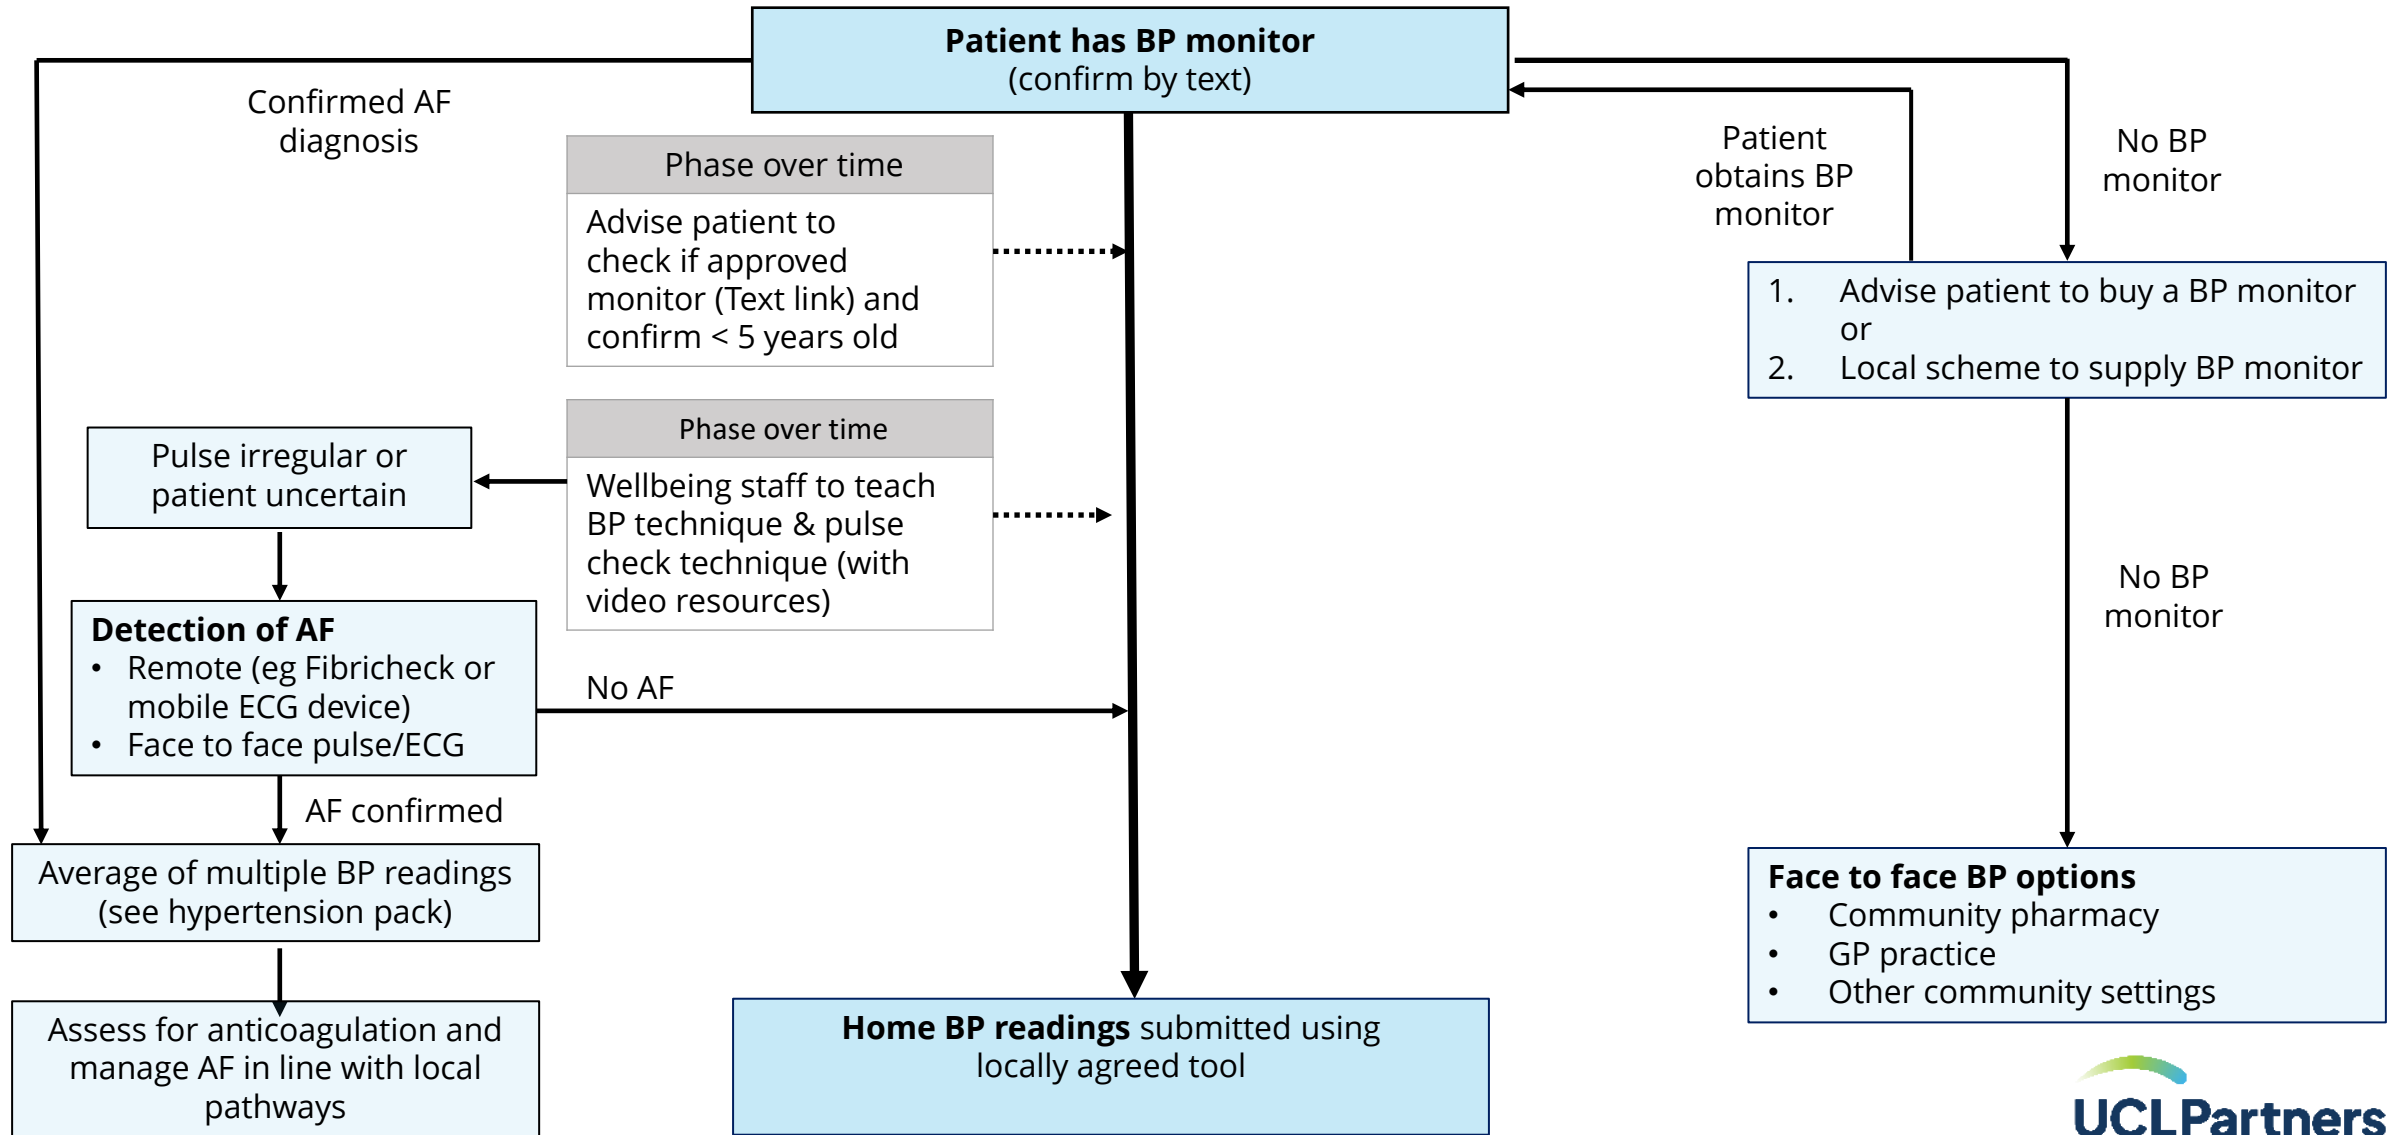 Patient has BP monitor
(confirm by text)
Confirmed AF
diagnosis
Phase over time
Advise patient to
check if approved
monitor (Text link) and
confirm < 5 years old
Patient
obtains BP
monitor
No BP
monitor
1. Advise patient to buy a BP monitor
or
2. Local scheme to supply BP monitor
Phase over time
Wellbeing staff to teach
BP technique & pulse
check technique (with
video resources)
Pulse irregular or
patient uncertain
Detection of AF
• Remote (eg Fibricheck or
mobile ECG device)
• Face to face pulse/ECG
No AF
No BP
monitor
AF confirmed
Average of multiple BP readings
(see hypertension pack)
Assess for anticoagulation and
manage AF in line with local
pathways
Home BP readings submitted using
locally agreed tool
Face to face BP options
• Community pharmacy
• GP practice
• Other community settings
UCLPartners